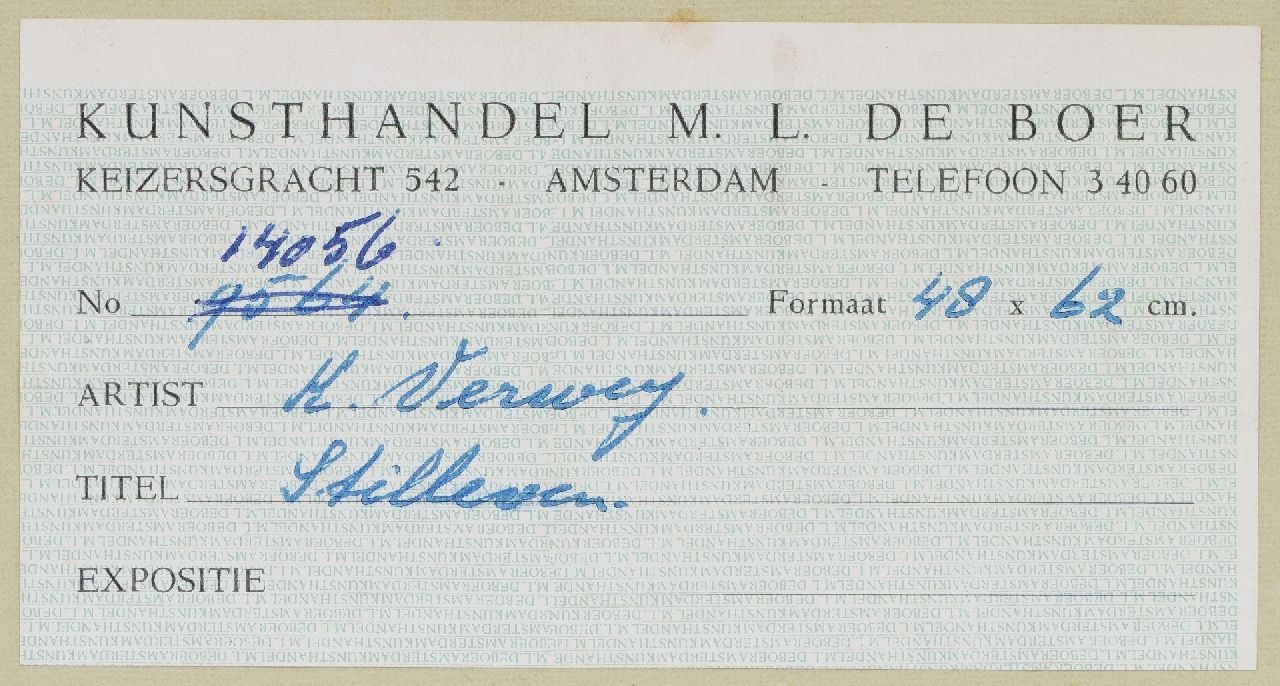 KUNSTHANDEL M. L. DE BOER
KEIZERSGRACHT 542 · AMSTERDAM - TELEFOON 3 40 60
14056
No 9564. Formaat 48 x 62 cm.
ARTIST K. Verwey.
TITEL Stilleven.
EXPOSITIE